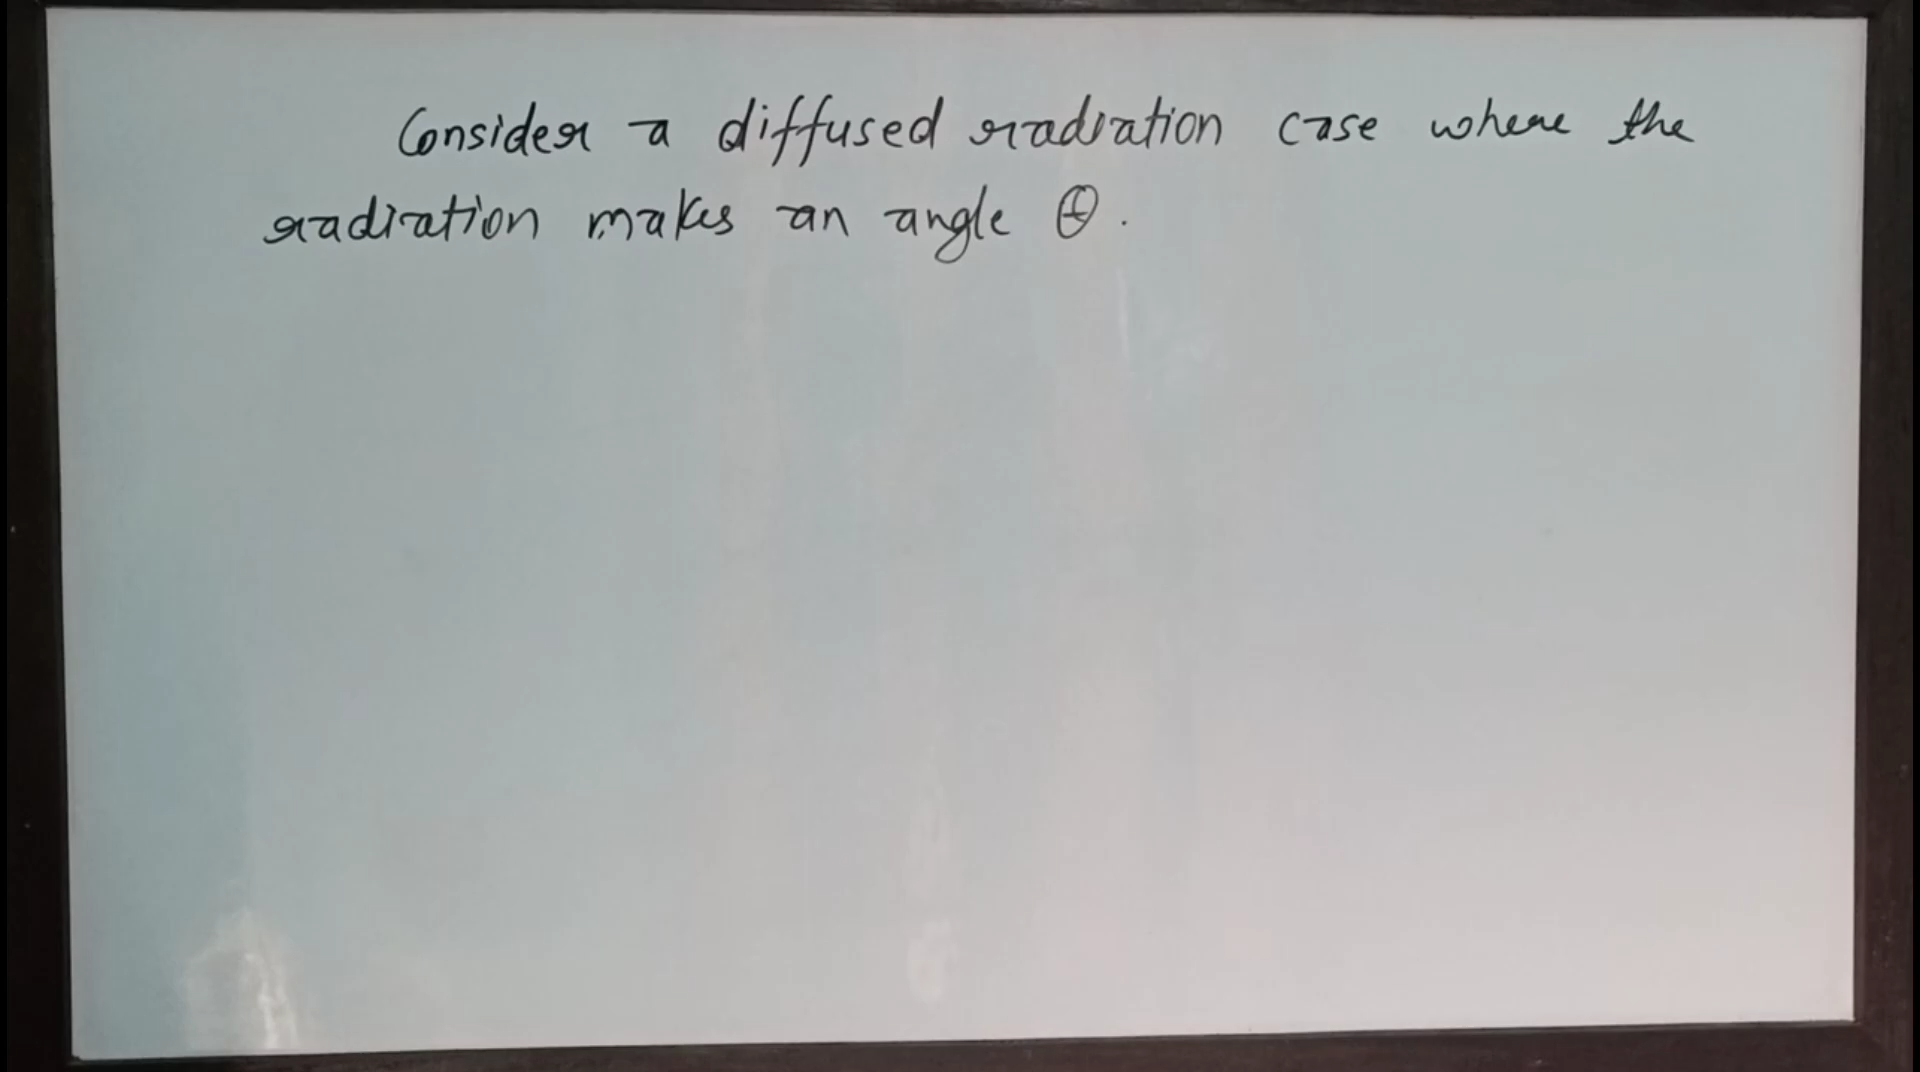 Consider a diffused radiation case where the
radiation makes an angle θ.